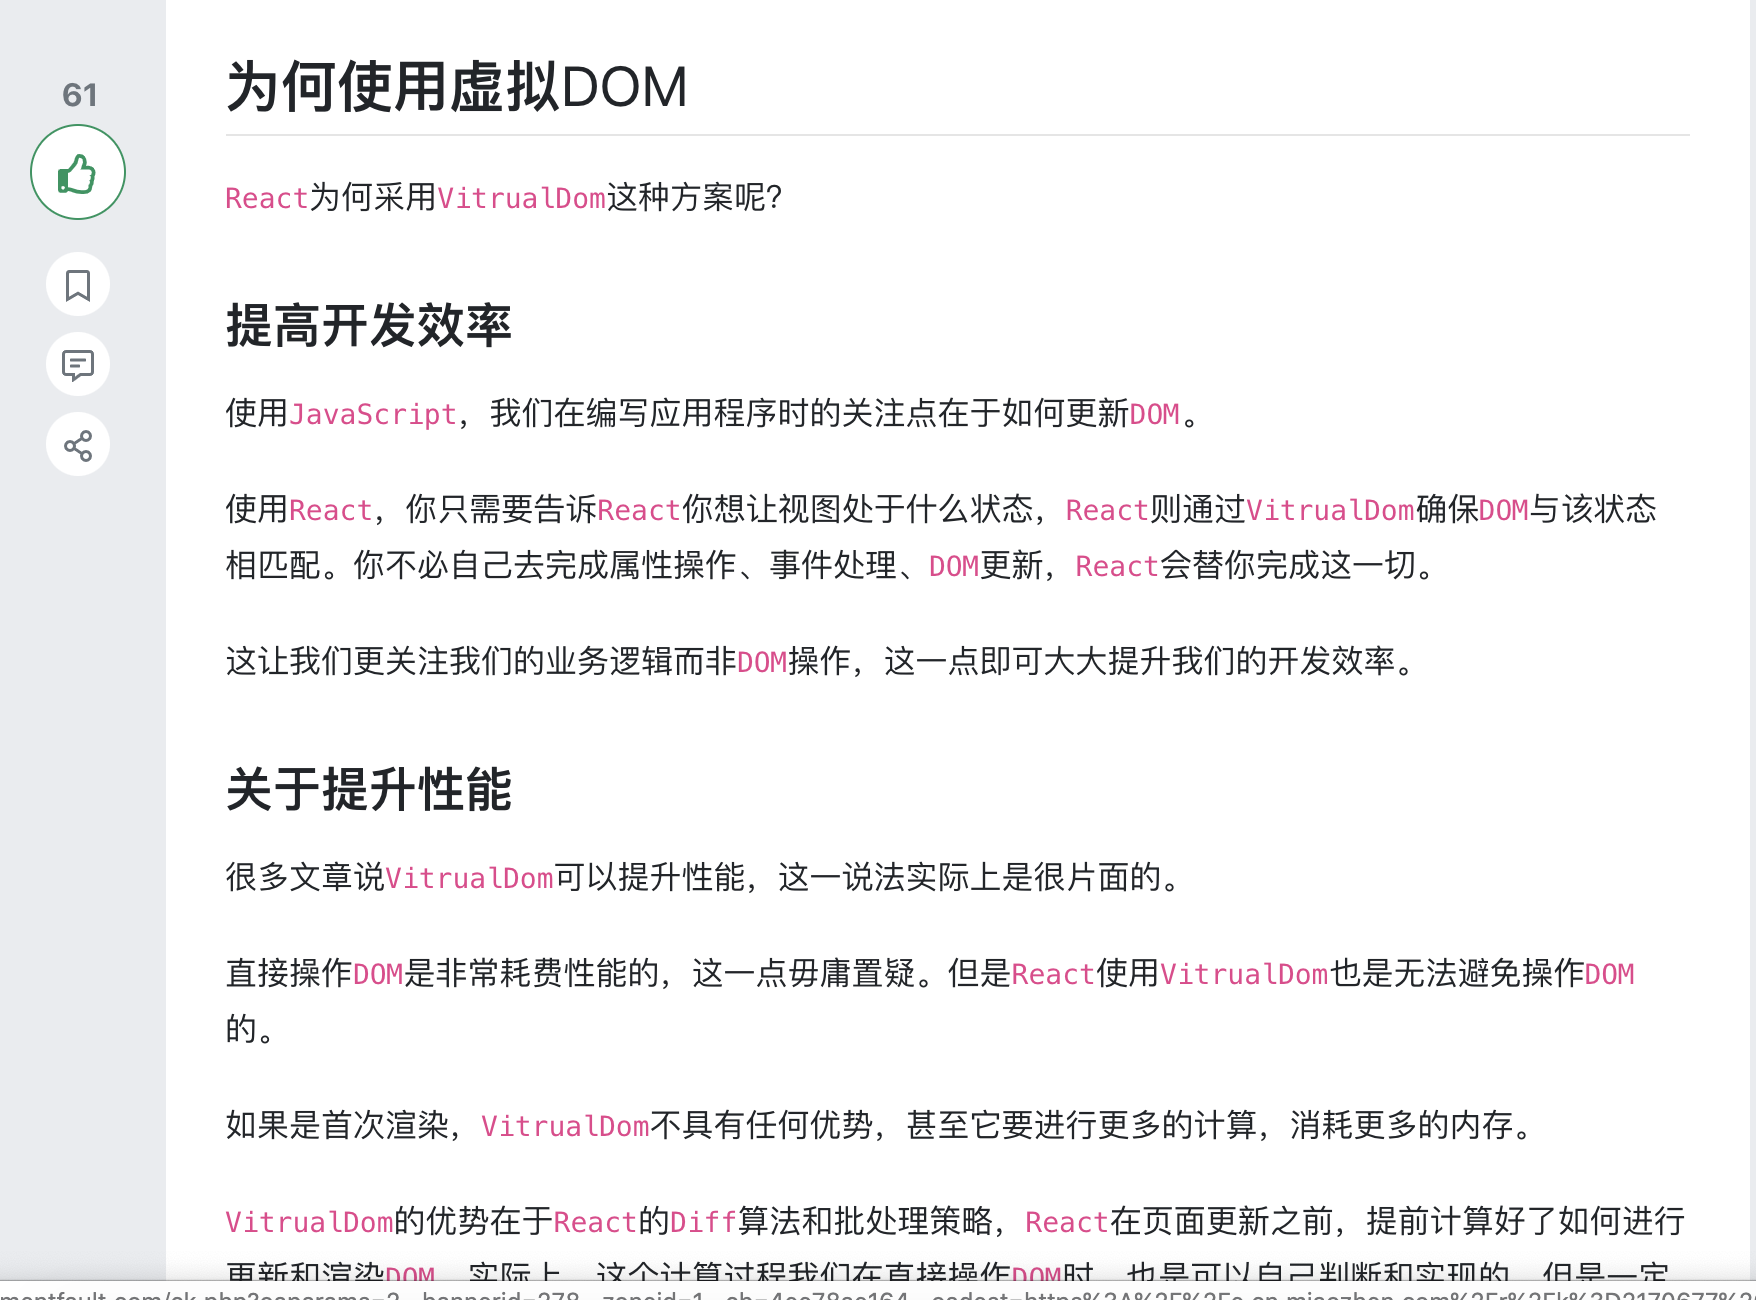 61
为何使用虚拟DOM
React为何采用VitrualDom这种方案呢?
提高开发效率
使用JavaScript，我们在编写应用程序时的关注点在于如何更新DOM。
使用React，你只需要告诉React你想让视图处于什么状态，React则通过VitrualDom确保DOM与该状态
相匹配。你不必自己去完成属性操作、事件处理、DOM更新，React会替你完成这一切。
这让我们更关注我们的业务逻辑而非DOM操作，这一点即可大大提升我们的开发效率。
关于提升性能
很多文章说VitrualDom可以提升性能，这一说法实际上是很片面的。
直接操作DOM是非常耗费性能的，这一点毋庸置疑。但是React使用VitrualDom也是无法避免操作DOM
的。
如果是首次渲染，VitrualDom不具有任何优势，甚至它要进行更多的计算，消耗更多的内存。
VitrualDom的优势在于React的Diff算法和批处理策略，React在页面更新之前，提前计算好了如何进行
更新和渲染DOM。实际上，这个计算过程我们在直接操作DOM时，也是可以自己判断和实现的，但是一定